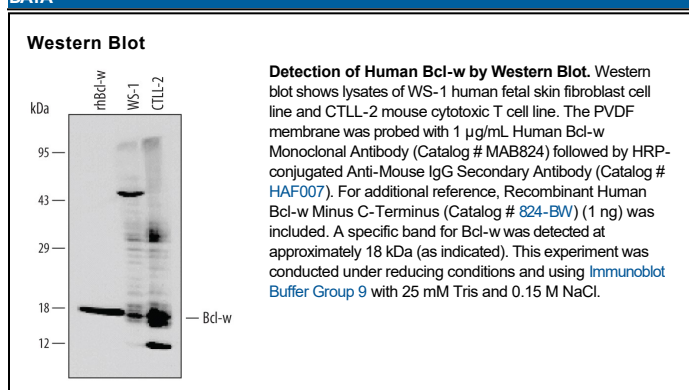 DATA
Western Blot
rhBcl-w
WS-1
CTLL-2
kDa
95
43
29
18
12
Bcl-w
Detection of Human Bcl-w by Western Blot. Western
blot shows lysates of WS-1 human fetal skin fibroblast cell
line and CTLL-2 mouse cytotoxic T cell line. The PVDF
membrane was probed with 1 µg/mL Human Bcl-w
Monoclonal Antibody (Catalog # MAB824) followed by HRP-
conjugated Anti-Mouse IgG Secondary Antibody (Catalog #
HAF007). For additional reference, Recombinant Human
Bcl-w Minus C-Terminus (Catalog # 824-BW) (1 ng) was
included. A specific band for Bcl-w was detected at
approximately 18 kDa (as indicated). This experiment was
conducted under reducing conditions and using Immunoblot
Buffer Group 9 with 25 mM Tris and 0.15 M NaCl.